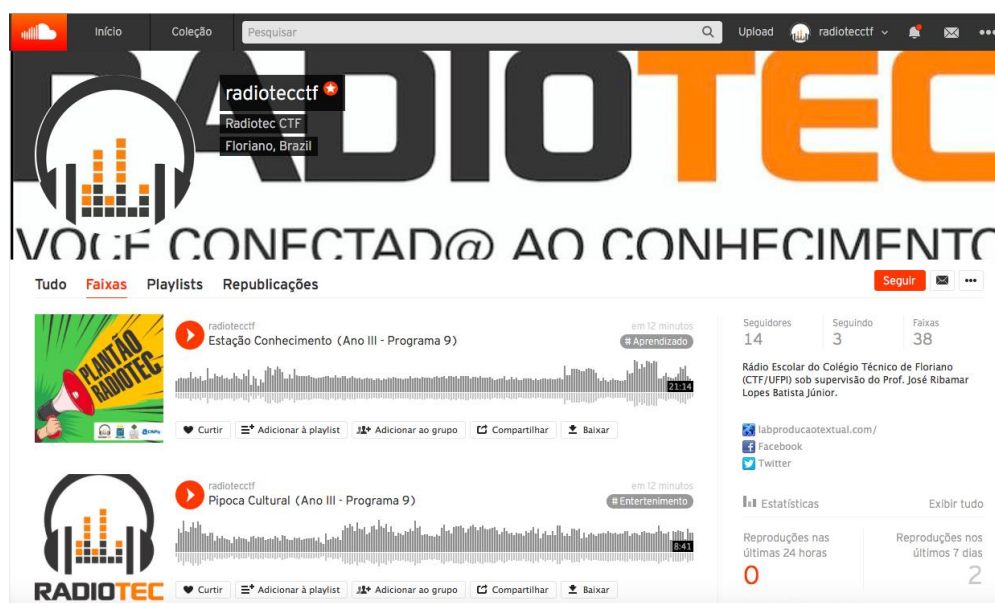 Início Coleção Pesquisar Upload radiotecctf
RADIOTEC
radiotecctf
Radiotec CTF
Floriano, Brazil
VOCÊ CONECTAD@ AO CONHECIMENTO
Tudo Faixas Playlists Republicações Seguir
PLANTÃO RADIOTEC
radiotecctf em 12 minutos
Estação Conhecimento (Ano III - Programa 9) # Aprendizado
21:14
Curtir Adicionar à playlist Adicionar ao grupo Compartilhar Baixar
RADIOTEC
radiotecctf em 12 minutos
Pipoca Cultural (Ano III - Programa 9) # Entertenimento
8:41
Curtir Adicionar à playlist Adicionar ao grupo Compartilhar Baixar
Seguidores Seguindo Faixas
14 3 38
Rádio Escolar do Colégio Técnico de Floriano
(CTF/UFPI) sob supervisão do Prof. José Ribamar
Lopes Batista Júnior.
labproducaotextual.com/
Facebook
Twitter
Estatísticas Exibir tudo
Reproduções nas Reproduções nos
últimas 24 horas últimos 7 dias
0 2